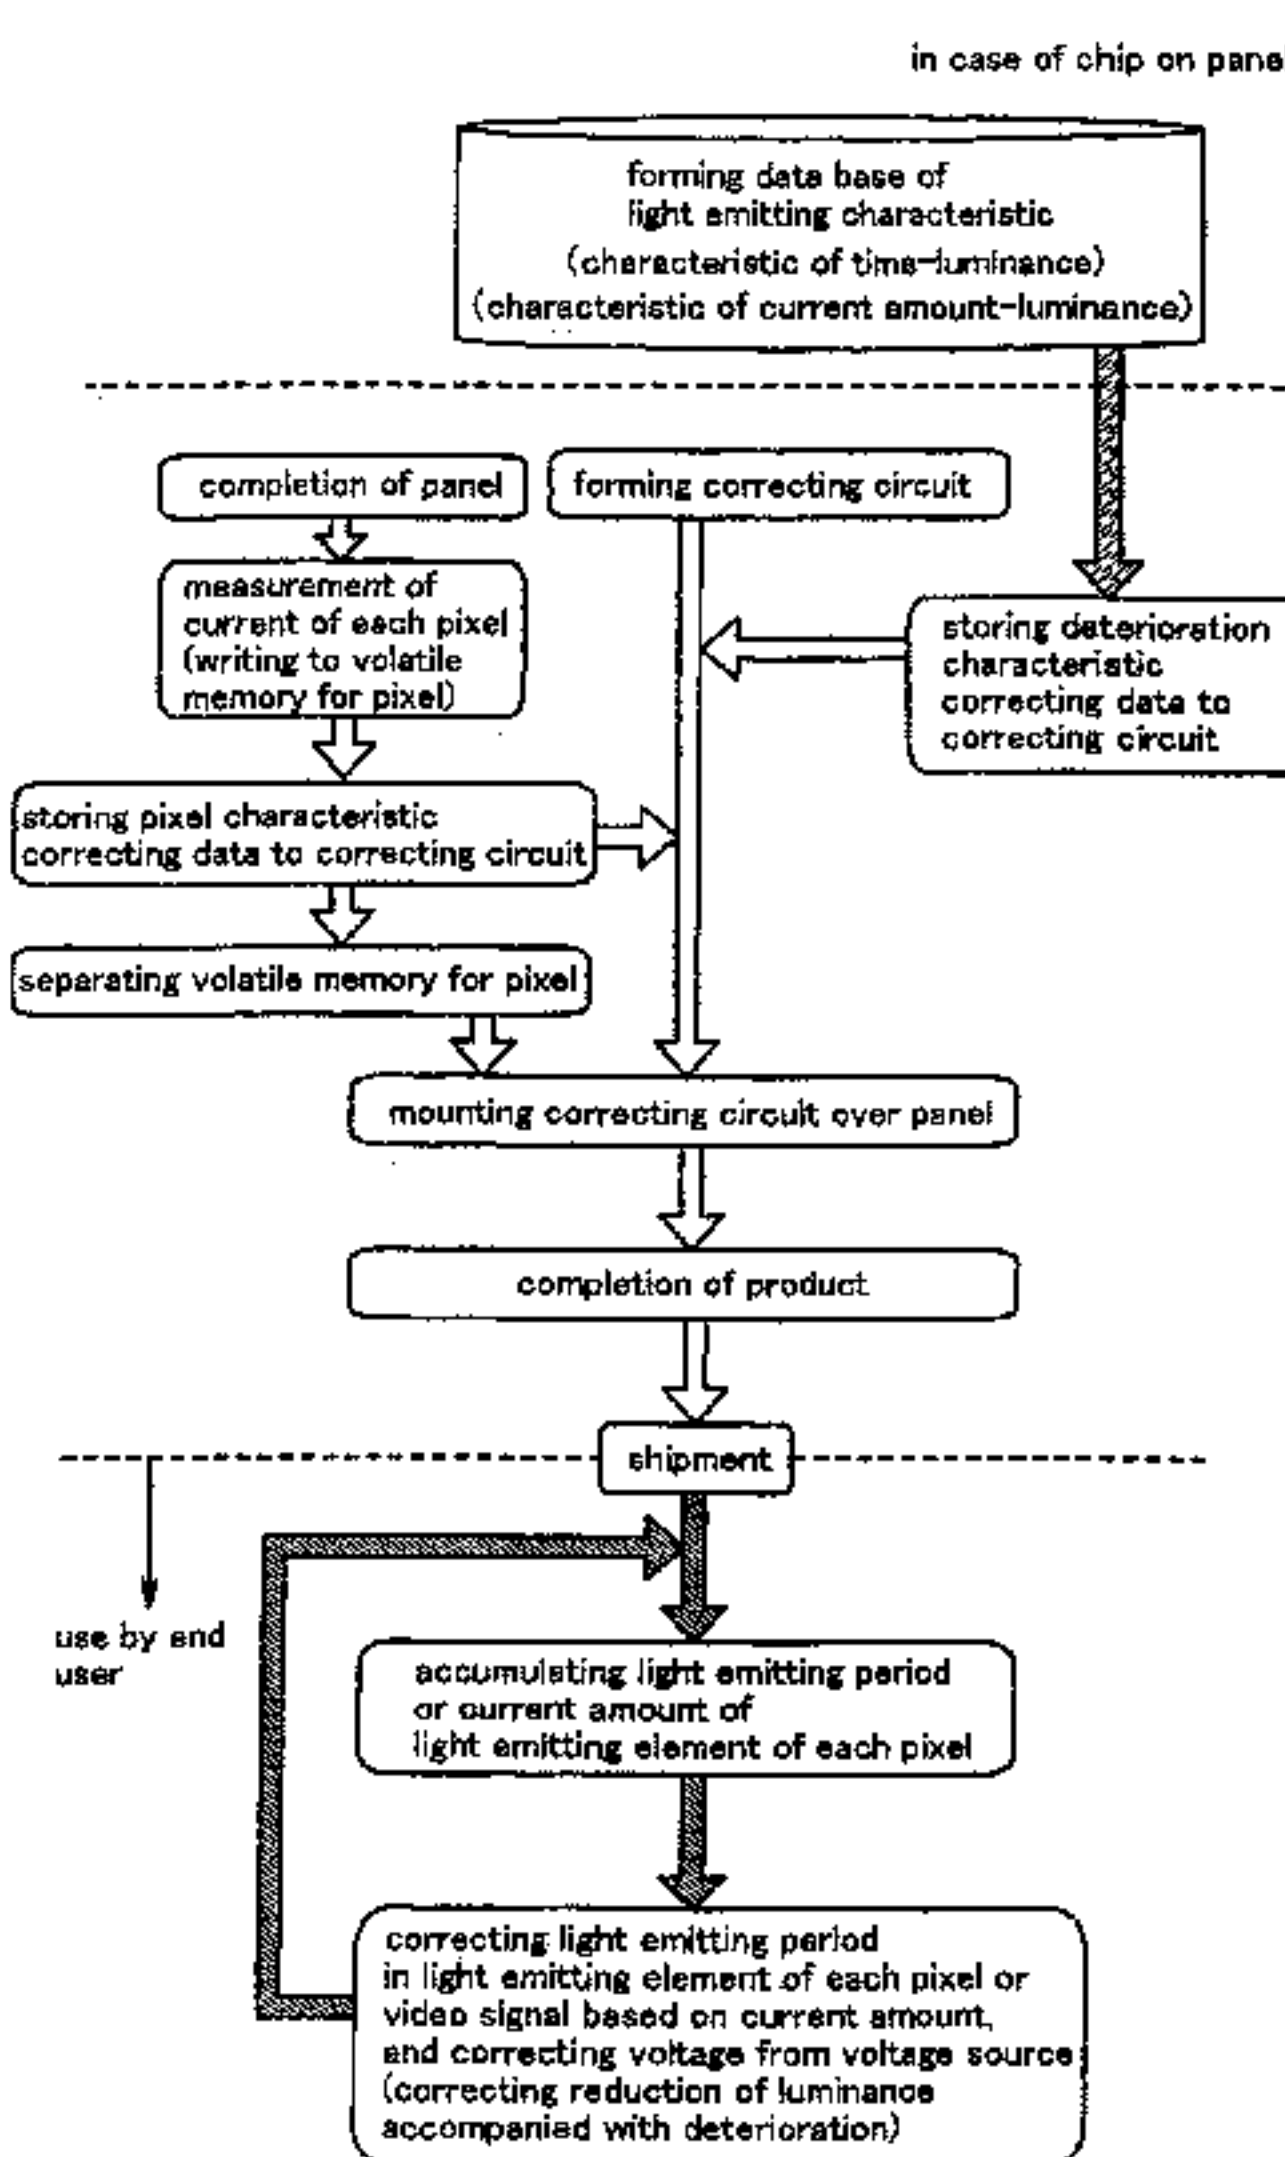 in case of chip on panel
forming data base of
light emitting characteristic
(characteristic of time-luminance)
(characteristic of current amount-luminance)
completion of panel
forming correcting circuit
measurement of
current of each pixel
(writing to volatile
memory for pixel)
storing deterioration
characteristic
correcting data to
correcting circuit
storing pixel characteristic
correcting data to correcting circuit
separating volatile memory for pixel
mounting correcting circuit over panel
completion of product
shipment
use by end
user
accumulating light emitting period
or current amount of
light emitting element of each pixel
correcting light emitting period
in light emitting element of each pixel or
video signal based on current amount,
and correcting voltage from voltage source
(correcting reduction of luminance
accompanied with deterioration)